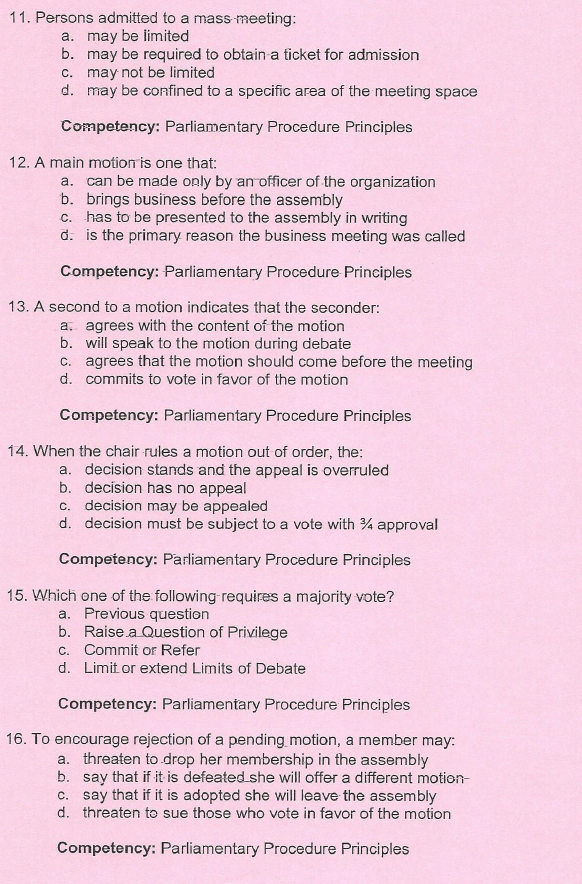 11. Persons admitted to a mass meeting:
a. may be limited
b. may be required to obtain a ticket for admission
c. may not be limited
d. may be confined to a specific area of the meeting space
Competency: Parliamentary Procedure Principles
12. A main motion is one that:
a. can be made only by an officer of the organization
b. brings business before the assembly
c. has to be presented to the assembly in writing
d. is the primary reason the business meeting was called
Competency: Parliamentary Procedure Principles
13. A second to a motion indicates that the seconder:
a. agrees with the content of the motion
b. will speak to the motion during debate
c. agrees that the motion should come before the meeting
d. commits to vote in favor of the motion
Competency: Parliamentary Procedure Principles
14. When the chair rules a motion out of order, the:
a. decision stands and the appeal is overruled
b. decision has no appeal
c. decision may be appealed
d. decision must be subject to a vote with ¾ approval
Competency: Parliamentary Procedure Principles
15. Which one of the following requires a majority vote?
a. Previous question
b. Raise a Question of Privilege
c. Commit or Refer
d. Limit or extend Limits of Debate
Competency: Parliamentary Procedure Principles
16. To encourage rejection of a pending motion, a member may:
a. threaten to drop her membership in the assembly
b. say that if it is defeated she will offer a different motion
c. say that if it is adopted she will leave the assembly
d. threaten to sue those who vote in favor of the motion
Competency: Parliamentary Procedure Principles